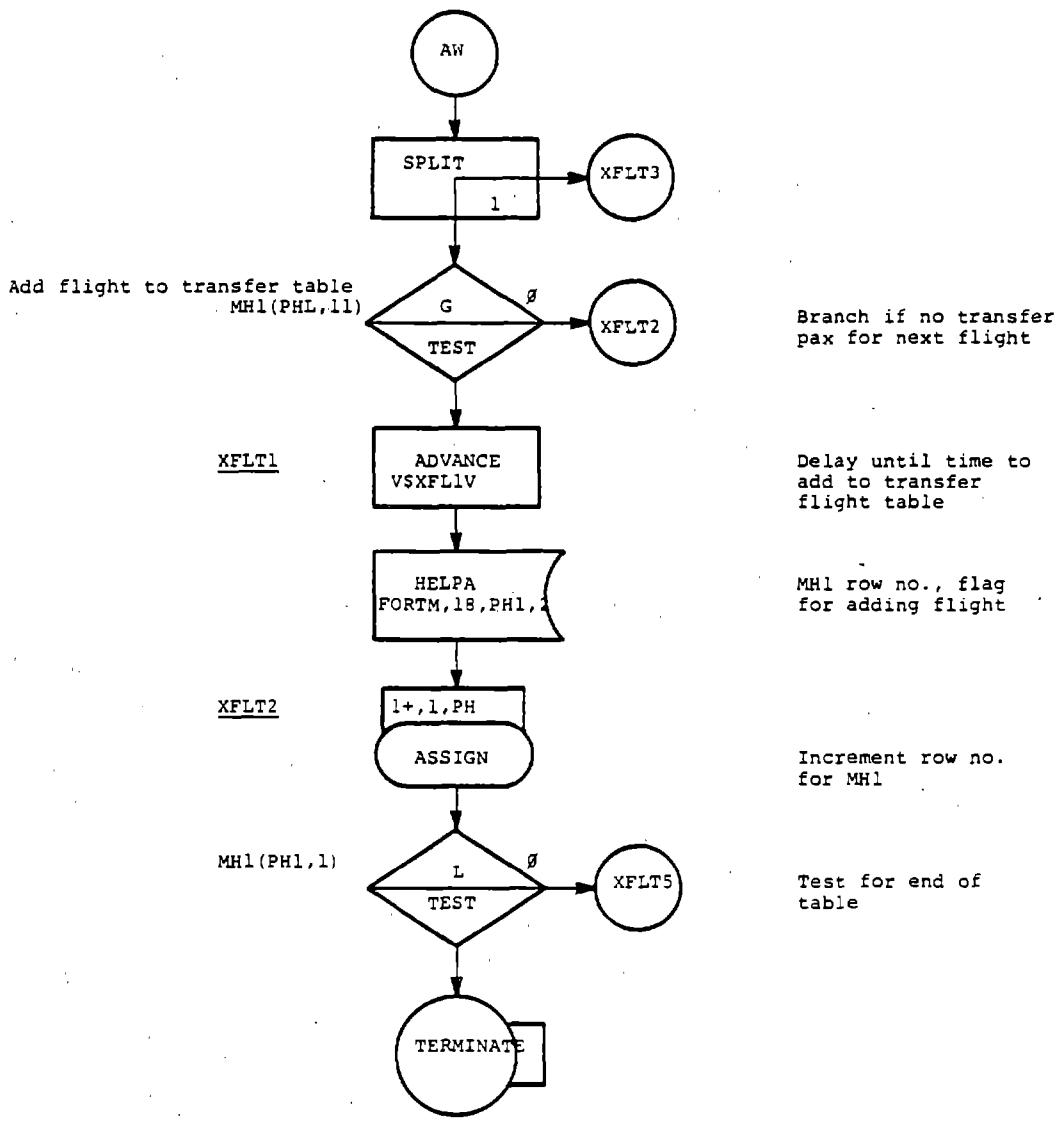 AW
SPLIT
XFLT3
1
Add flight to transfer table
MH1(PHL,11)
G
Ø
XFLT2
TEST
Branch if no transfer
pax for next flight
XFLT1
ADVANCE
V$XFL1V
Delay until time to
add to transfer
flight table
HELPA
FORTM,18,PH1,2
MH1 row no., flag
for adding flight
XFLT2
1+,1,PH
ASSIGN
Increment row no.
for MH1
MH1(PH1,1)
L
Ø
XFLT5
TEST
Test for end of
table
TERMINATE